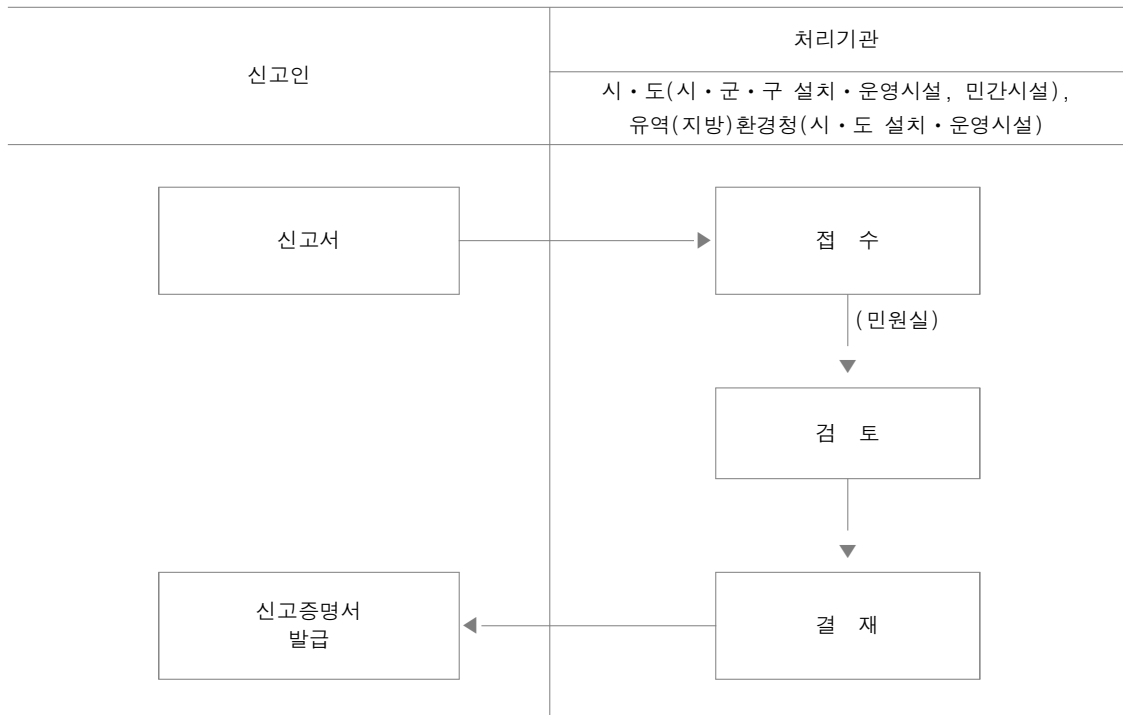 신고인
처리기관
시・도(시・군・구 설치・운영시설, 민간시설),
유역(지방)환경청(시・도 설치・운영시설)
신고서
접 수
(민원실)
검 토
신고증명서
발급
결 재